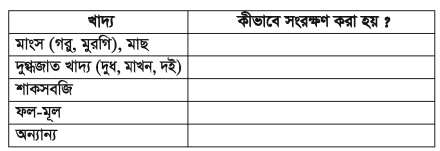 খাদ্য কীভাবে সংরক্ষণ করা হয় ?
মাংস (গরু, মুরগি), মাছ
দুগ্ধজাত খাদ্য (দুধ, মাখন, দই)
শাকসবজি
ফল-মূল
অন্যান্য